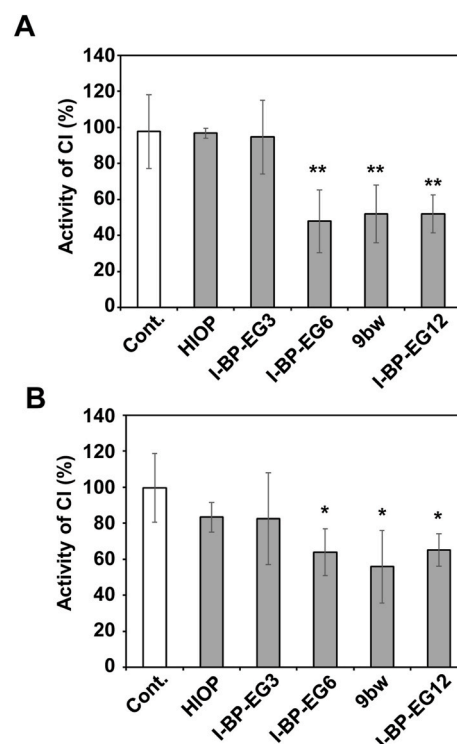 A
Activity of CI (%)
140
120
100
80
60
40
20
0
** ** **
Cont. HIOP I-BP-EG3 I-BP-EG6 9bw I-BP-EG12
B
Activity of CI (%)
140
120
100
80
60
40
20
0
* * *
Cont. HIOP I-BP-EG3 I-BP-EG6 9bw I-BP-EG12